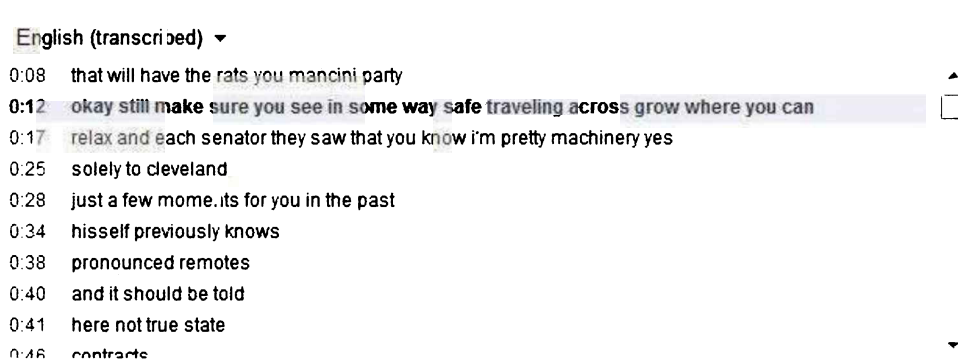 English (transcribed)
0:08 that will have the rats you mancini party
0:12 okay still make sure you see in some way safe traveling across grow where you can
0:17 relax and each senator they saw that you know i'm pretty machinery yes
0:25 solely to cleveland
0:28 just a few moments for you in the past
0:34 hisself previously knows
0:38 pronounced remotes
0:40 and it should be told
0:41 here not true state
0:46 contracts